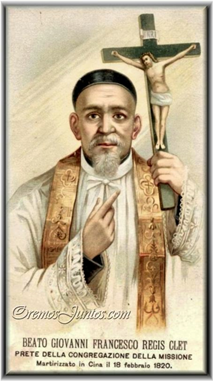 OremosJuntos.com
BEATO GIOVANNI FRANCESCO REGIS CLET
PRETE DELLA CONGREGAZIONE DELLA MISSIONE
Martirizzato in Cina il 18 febbraio 1820.